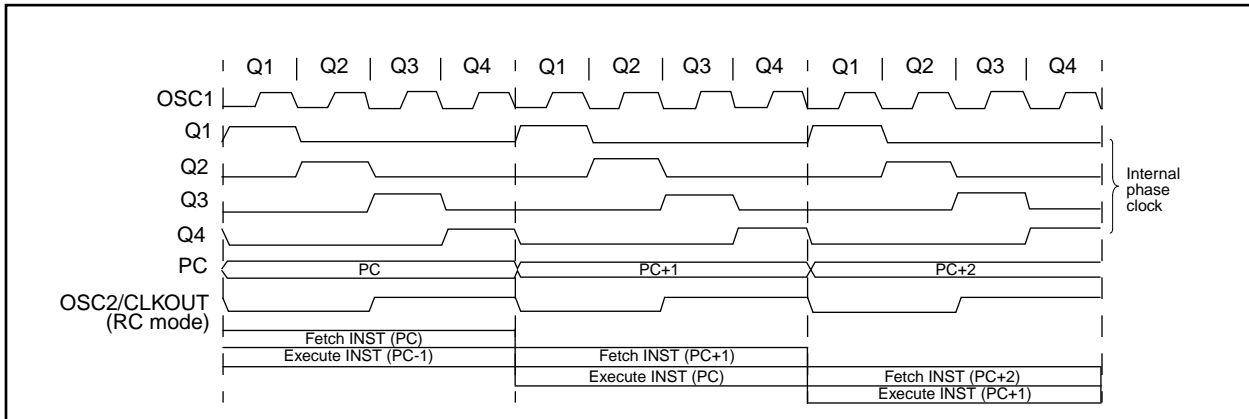 Q1 | Q2 | Q3 | Q4 | Q1 | Q2 | Q3 | Q4 | Q1 | Q2 | Q3 | Q4
OSC1
Q1
Q2
Q3
Q4
PC
PC PC+1 PC+2
OSC2/CLKOUT
(RC mode)
Internal
phase
clock
Fetch INST (PC)
Execute INST (PC-1) Fetch INST (PC+1)
Execute INST (PC) Fetch INST (PC+2)
Execute INST (PC+1)